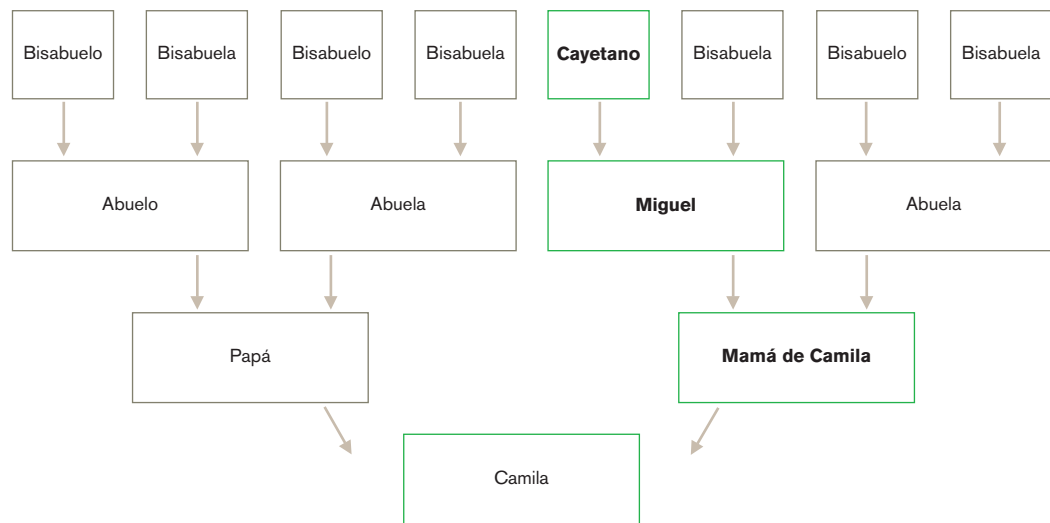 Bisabuelo
Bisabuela
Bisabuelo
Bisabuela
Cayetano
Bisabuela
Bisabuelo
Bisabuela
Abuelo
Abuela
Miguel
Abuela
Papá
Mamá de Camila
Camila